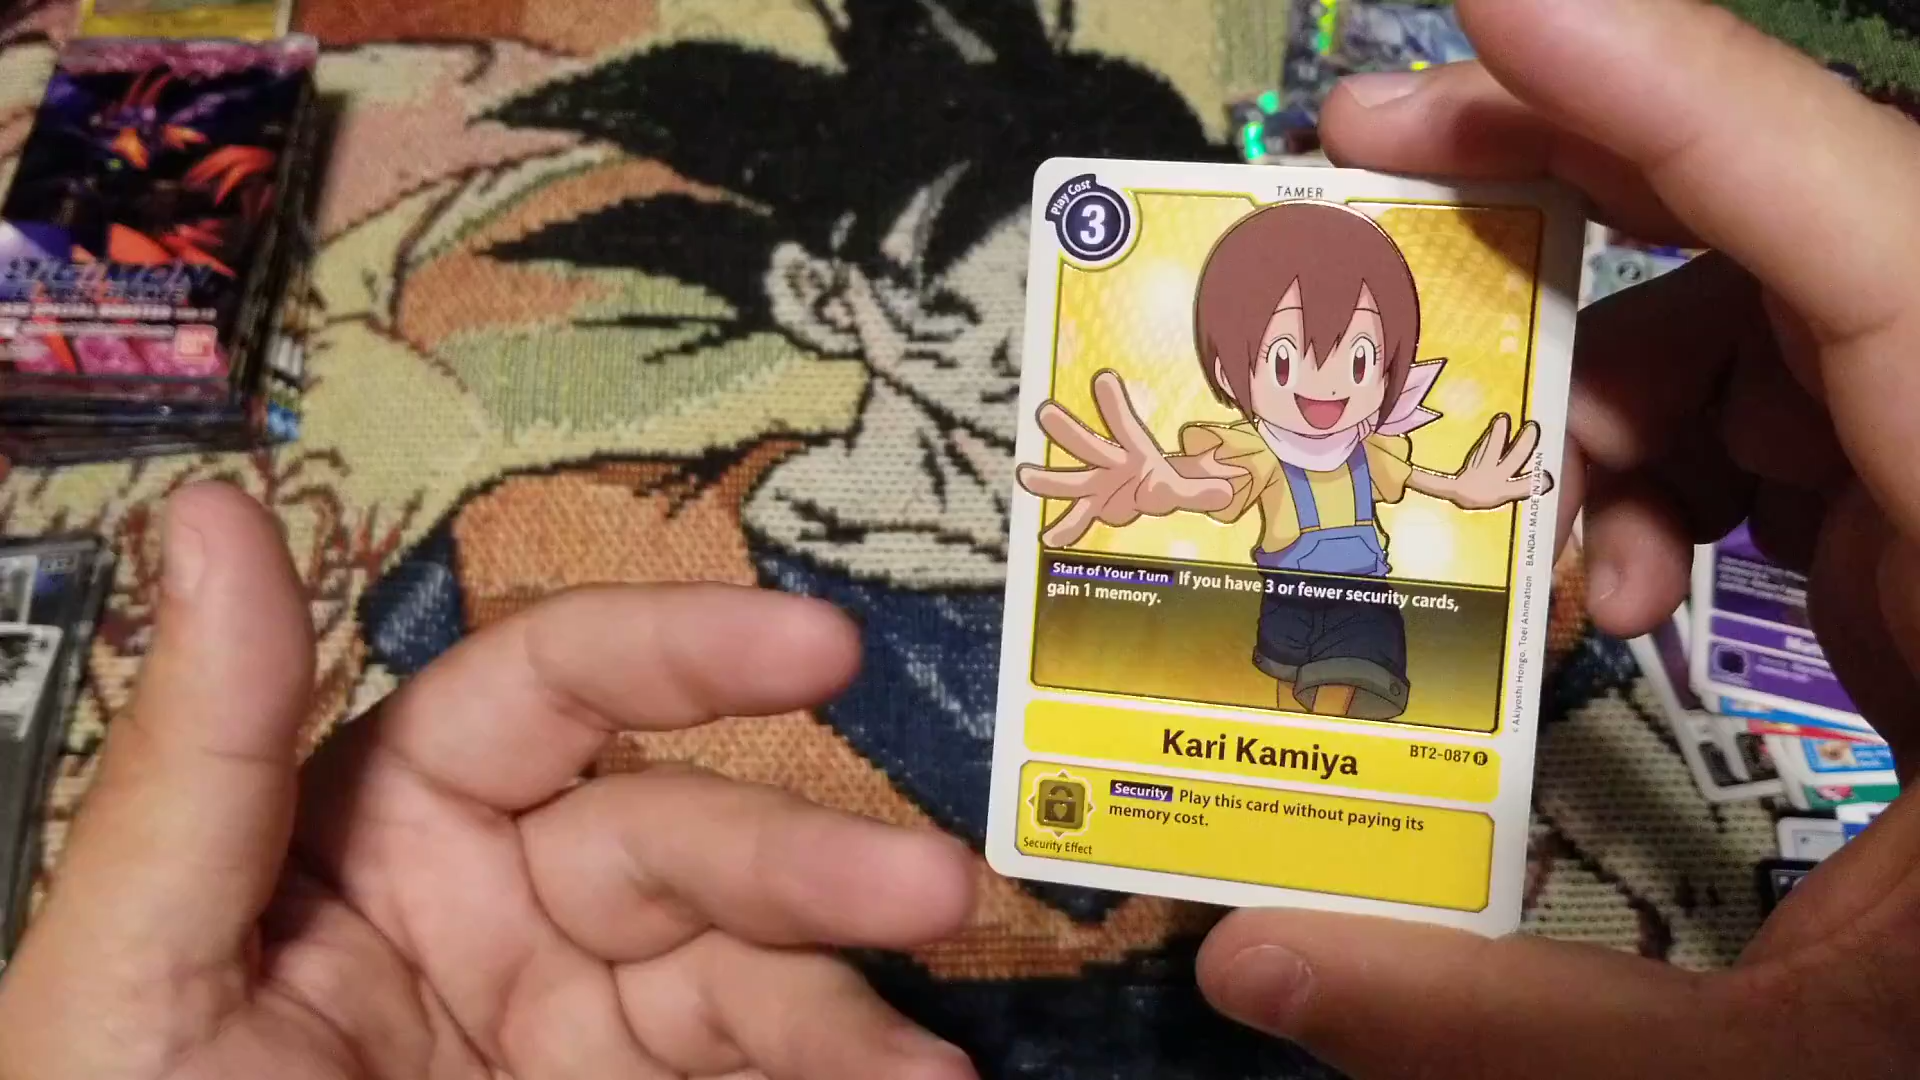 TAMER
Play Cost
3
Start of Your Turn If you have 3 or fewer security cards,
gain 1 memory.
Kari Kamiya
BT2-087 R
Security Play this card without paying its
memory cost.
Security Effect
©Akiyoshi Hongo, Toei Animation BANDAI MADE IN JAPAN
DIGIMON
2